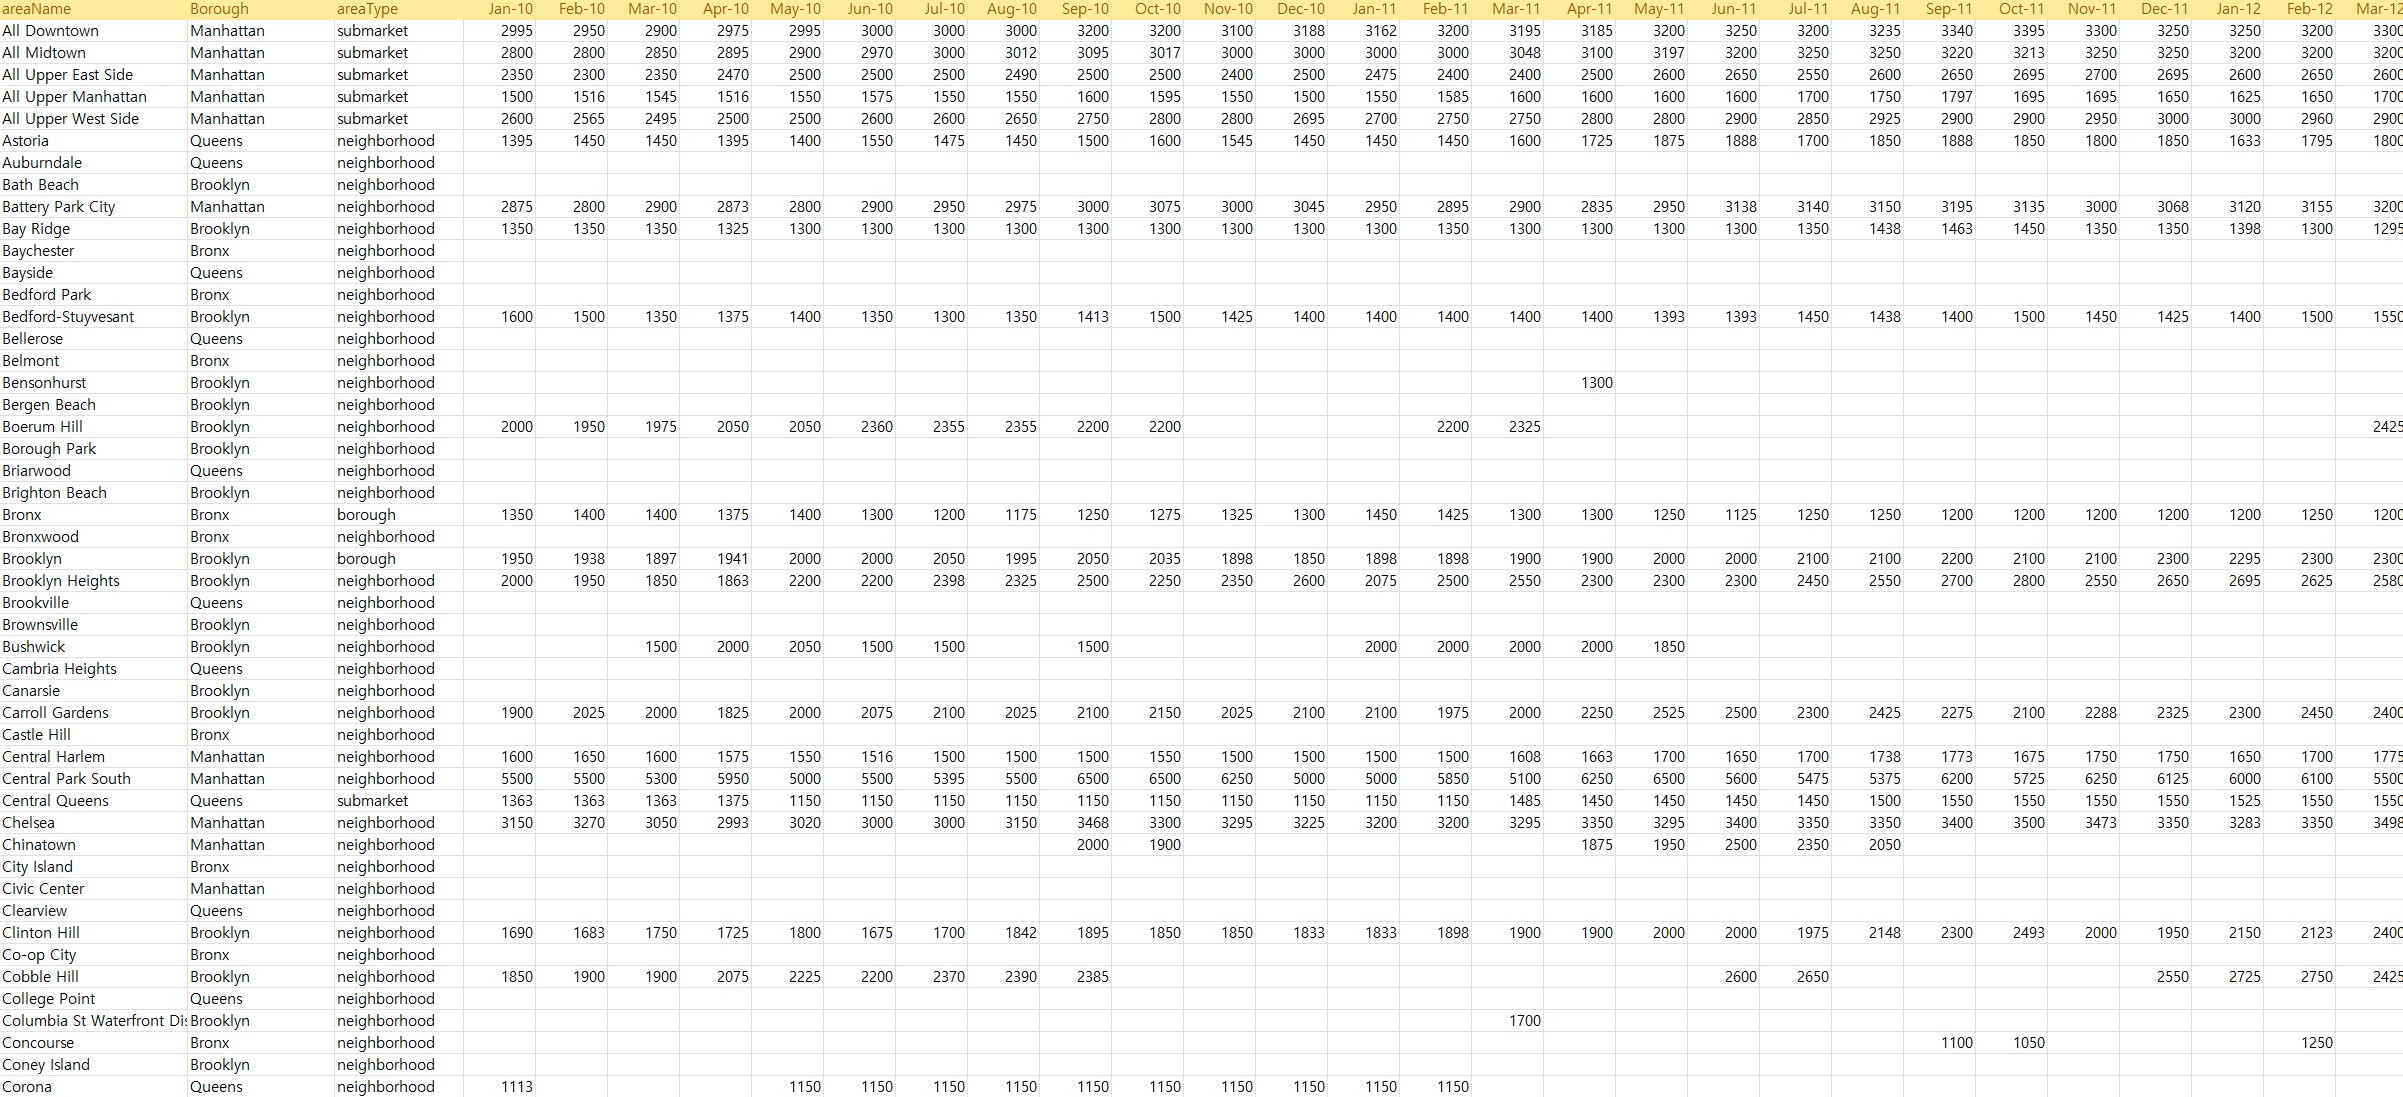 areaName Borough areaType Jan-10 Feb-10 Mar-10 Apr-10 May-10 Jun-10 Jul-10 Aug-10 Sep-10 Oct-10 Nov-10 Dec-10 Jan-11 Feb-11 Mar-11 Apr-11 May-11 Jun-11 Jul-11 Aug-11 Sep-11 Oct-11 Nov-11 Dec-11 Jan-12 Feb-12 Mar-12
All Downtown Manhattan submarket 2995 2950 2900 2975 2995 3000 3000 3000 3200 3200 3100 3188 3162 3200 3195 3185 3200 3250 3200 3235 3340 3395 3300 3250 3250 3200 3300
All Midtown Manhattan submarket 2800 2800 2850 2895 2900 2970 3000 3012 3095 3017 3000 3000 3000 3000 3048 3100 3197 3200 3250 3250 3220 3213 3250 3250 3200 3200 3200
All Upper East Side Manhattan submarket 2350 2300 2350 2470 2500 2500 2500 2490 2500 2500 2400 2500 2475 2400 2400 2500 2600 2650 2550 2600 2650 2695 2700 2695 2600 2650 2600
All Upper Manhattan Manhattan submarket 1500 1516 1545 1516 1550 1575 1550 1550 1600 1595 1550 1500 1550 1585 1600 1600 1600 1600 1700 1750 1797 1695 1695 1650 1625 1650 1700
All Upper West Side Manhattan submarket 2600 2565 2495 2500 2500 2600 2600 2650 2750 2800 2800 2695 2700 2750 2750 2800 2800 2900 2850 2925 2900 2900 2950 3000 3000 2960 2900
Astoria Queens neighborhood 1395 1450 1450 1395 1400 1550 1475 1450 1500 1600 1545 1450 1450 1450 1600 1725 1875 1888 1700 1850 1888 1850 1800 1850 1633 1795 1800
Auburndale Queens neighborhood
Bath Beach Brooklyn neighborhood
Battery Park City Manhattan neighborhood 2875 2800 2900 2873 2800 2900 2950 2975 3000 3075 3000 3045 2950 2895 2900 2835 2950 3138 3140 3150 3195 3135 3000 3068 3120 3155 3200
Bay Ridge Brooklyn neighborhood 1350 1350 1350 1325 1300 1300 1300 1300 1300 1300 1300 1300 1300 1350 1300 1300 1300 1300 1350 1438 1463 1450 1350 1350 1398 1300 1295
Baychester Bronx neighborhood
Bayside Queens neighborhood
Bedford Park Bronx neighborhood
Bedford-Stuyvesant Brooklyn neighborhood 1600 1500 1350 1375 1400 1350 1300 1350 1413 1500 1425 1400 1400 1400 1400 1400 1393 1393 1450 1438 1400 1500 1450 1425 1400 1500 1550
Bellerose Queens neighborhood
Belmont Bronx neighborhood
Bensonhurst Brooklyn neighborhood 1300
Bergen Beach Brooklyn neighborhood
Boerum Hill Brooklyn neighborhood 2000 1950 1975 2050 2050 2360 2355 2355 2200 2200 2200 2325 2425
Borough Park Brooklyn neighborhood
Briarwood Queens neighborhood
Brighton Beach Brooklyn neighborhood
Bronx Bronx borough 1350 1400 1400 1375 1400 1300 1200 1175 1250 1275 1325 1300 1450 1425 1300 1300 1250 1125 1250 1250 1200 1200 1200 1200 1200 1250 1200
Bronxwood Bronx neighborhood
Brooklyn Brooklyn borough 1950 1938 1897 1941 2000 2000 2050 1995 2050 2035 1898 1850 1898 1898 1900 1900 2000 2000 2100 2100 2200 2100 2100 2300 2295 2300 2300
Brooklyn Heights Brooklyn neighborhood 2000 1950 1850 1863 2200 2200 2398 2325 2500 2250 2350 2600 2075 2500 2550 2300 2300 2300 2450 2550 2700 2800 2550 2650 2695 2625 2580
Brookville Queens neighborhood
Brownsville Brooklyn neighborhood
Bushwick Brooklyn neighborhood 1500 2000 2050 1500 1500 1500 2000 2000 2000 2000 1850
Cambria Heights Queens neighborhood
Canarsie Brooklyn neighborhood
Carroll Gardens Brooklyn neighborhood 1900 2025 2000 1825 2000 2075 2100 2025 2100 2150 2025 2100 2100 1975 2000 2250 2525 2500 2300 2425 2275 2100 2288 2325 2300 2450 2400
Castle Hill Bronx neighborhood
Central Harlem Manhattan neighborhood 1600 1650 1600 1575 1550 1516 1500 1500 1500 1550 1500 1500 1500 1500 1608 1663 1700 1650 1700 1738 1773 1675 1750 1750 1650 1700 1775
Central Park South Manhattan neighborhood 5500 5500 5300 5950 5000 5500 5395 5500 6500 6500 6250 5000 5000 5850 5100 6250 6500 5600 5475 5375 6200 5725 6250 6125 6000 6100 5500
Central Queens Queens submarket 1363 1363 1363 1375 1150 1150 1150 1150 1150 1150 1150 1150 1150 1150 1485 1450 1450 1450 1450 1500 1550 1550 1550 1550 1525 1550 1550
Chelsea Manhattan neighborhood 3150 3270 3050 2993 3020 3000 3000 3150 3468 3300 3295 3225 3200 3200 3295 3350 3295 3400 3350 3350 3400 3500 3473 3350 3283 3350 3498
Chinatown Manhattan neighborhood 2000 1900 1875 1950 2500 2350 2050
City Island Bronx neighborhood
Civic Center Manhattan neighborhood
Clearview Queens neighborhood
Clinton Hill Brooklyn neighborhood 1690 1683 1750 1725 1800 1675 1700 1842 1895 1850 1850 1833 1833 1898 1900 1900 2000 2000 1975 2148 2300 2493 2000 1950 2150 2123 2400
Co-op City Bronx neighborhood
Cobble Hill Brooklyn neighborhood 1850 1900 1900 2075 2225 2200 2370 2390 2385 2600 2650 2550 2725 2750 2425
College Point Queens neighborhood
Columbia St Waterfront Dis Brooklyn neighborhood 1700
Concourse Bronx neighborhood 1100 1050 1250
Coney Island Brooklyn neighborhood
Corona Queens neighborhood 1113 1150 1150 1150 1150 1150 1150 1150 1150 1150 1150